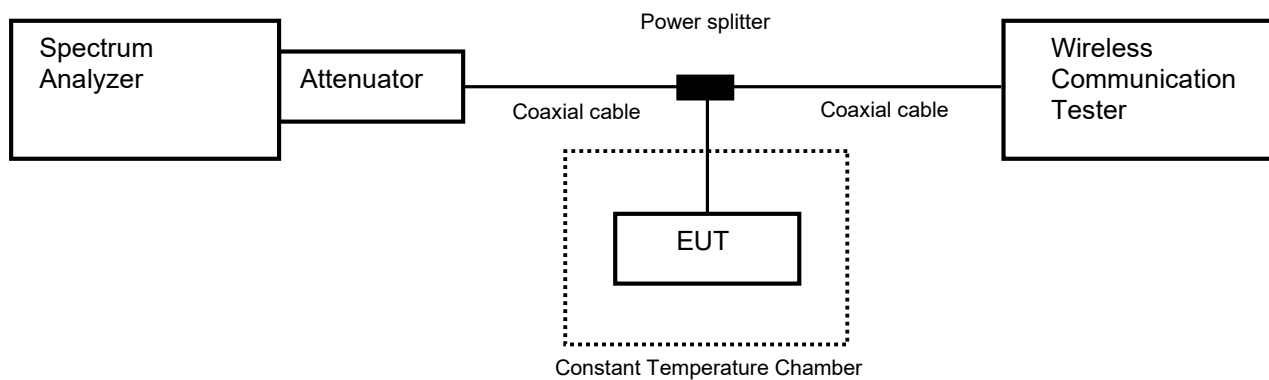 Power splitter
Spectrum
Analyzer
Attenuator
Wireless
Communication
Tester
Coaxial cable
Coaxial cable
EUT
Constant Temperature Chamber